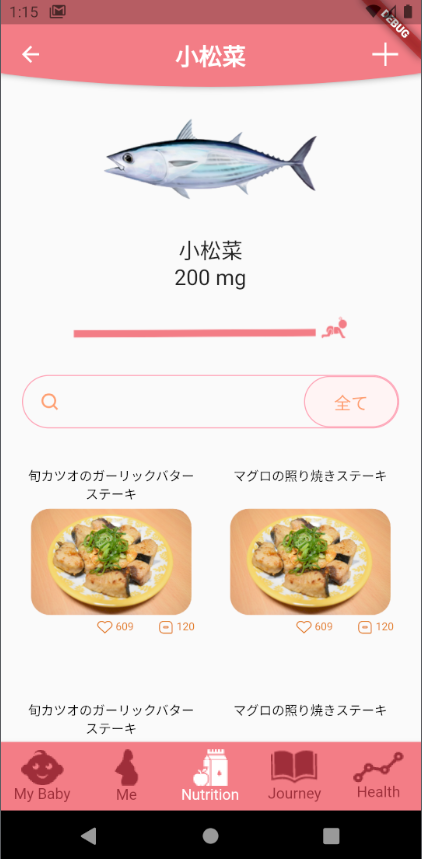 1:15
DEBUG
小松菜
小松菜
200 mg
全て
旬カツオのガーリックバター
ステーキ
マグロの照り焼きステーキ
609
120
609
120
旬カツオのガーリックバター
ステーキ
マグロの照り焼きステーキ
My Baby
Me
Nutrition
Journey
Health